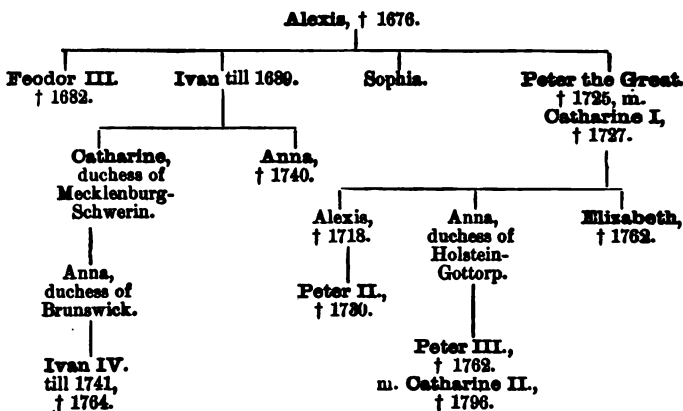 Alexis, † 1676.
Feodor III.
† 1682.
Ivan till 1689.
Sophia.
Peter the Great.
† 1725, m.
Catharine I,
† 1727.
Catharine,
duchess of
Mecklenburg-
Schwerin.
Anna,
† 1740.
Alexis,
† 1718.
Anna,
duchess of
Holstein-
Gottorp.
Elizabeth,
† 1762.
Anna,
duchess of
Brunswick.
Peter II.,
† 1730.
Ivan IV.
till 1741,
† 1764.
Peter III.,
† 1762.
m. Catharine II.,
† 1796.